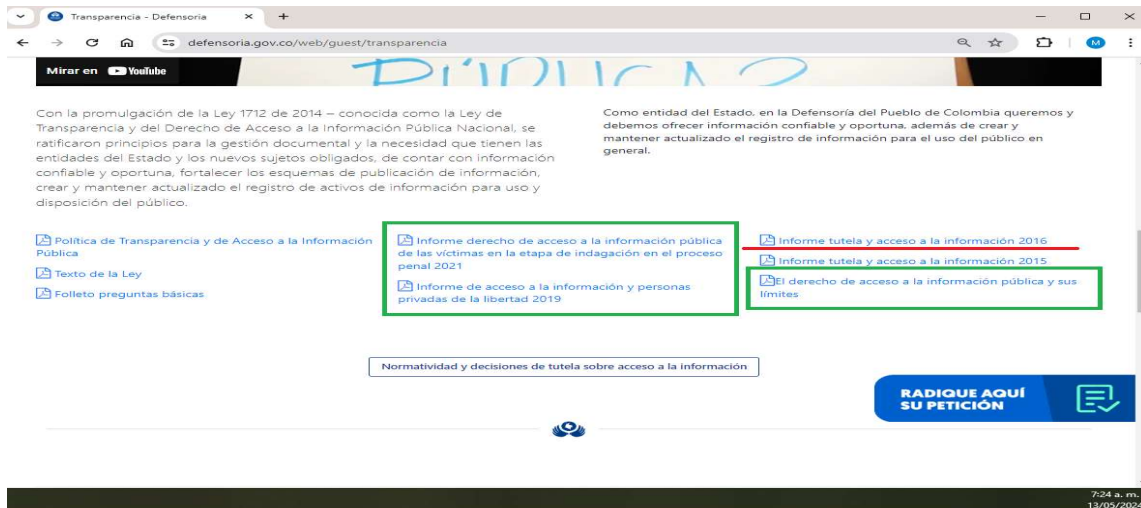 Transparencia - Defensoria
defensoria.gov.co/web/guest/transparencia
M
Mirar en YouTube
PÚBLICA?
Con la promulgación de la Ley 1712 de 2014 – conocida como la Ley de
Transparencia y del Derecho de Acceso a la Información Pública Nacional, se
ratificaron principios para la gestión documental y la necesidad que tienen las
entidades del Estado y los nuevos sujetos obligados, de contar con información
confiable y oportuna, fortalecer los esquemas de publicación de información,
crear y mantener actualizado el registro de activos de información para uso y
disposición del público.
Como entidad del Estado, en la Defensoría del Pueblo de Colombia queremos y
debemos ofrecer información confiable y oportuna, además de crear y
mantener actualizado el registro de información para el uso del público en
general.
Política de Transparencia y de Acceso a la Información
Pública
Texto de la Ley
Folleto preguntas básicas
Informe derecho de acceso a la información pública
de las víctimas en la etapa de indagación en el proceso
penal 2021
Informe de acceso a la información y personas
privadas de la libertad 2019
Informe tutela y acceso a la información 2016
Informe tutela y acceso a la información 2015
El derecho de acceso a la información pública y sus
límites
Normatividad y decisiones de tutela sobre acceso a la información
RADIQUE AQUÍ
SU PETICIÓN
7:24 a. m.
13/05/2024